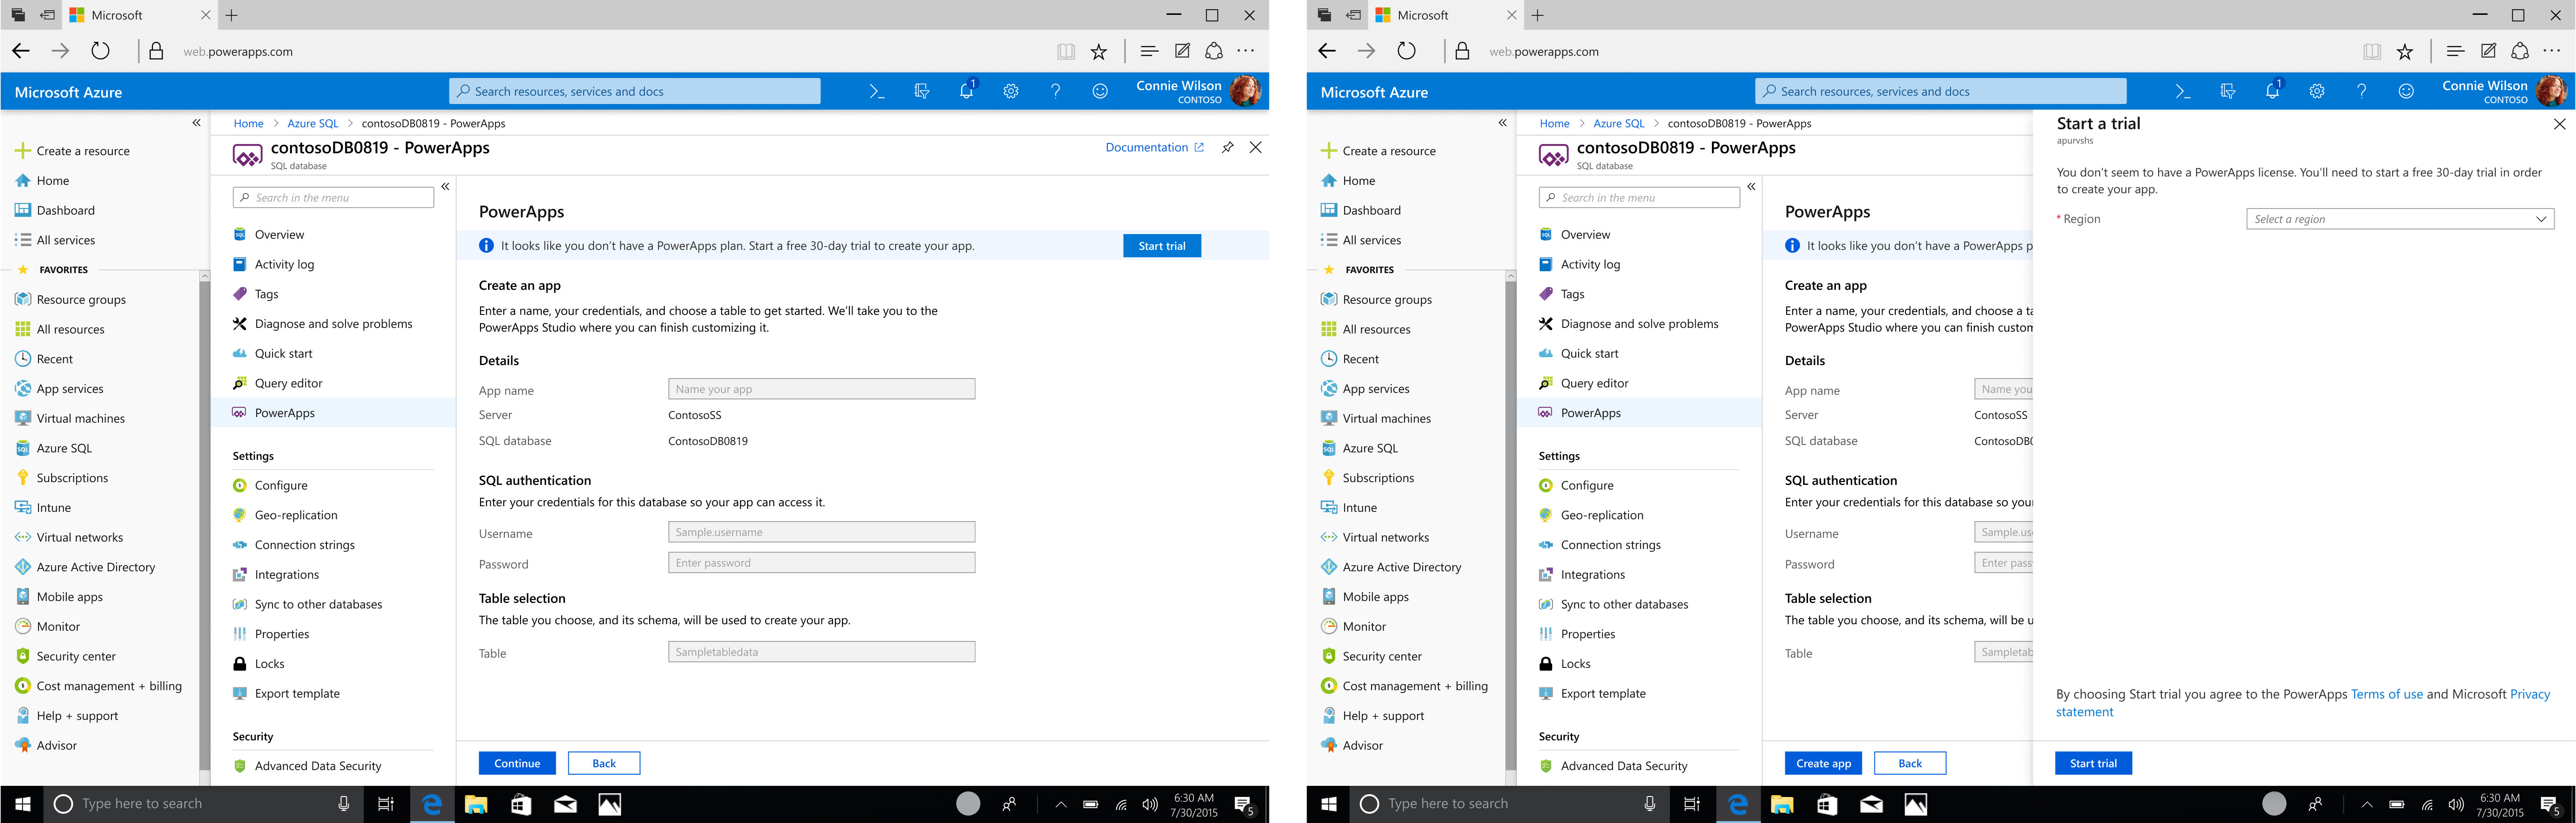 Microsoft
web.powerapps.com
Microsoft Azure
Search resources, services and docs
1
Connie Wilson
CONTOSO
Home > Azure SQL > contosoDB0819 - PowerApps
contosoDB0819 - PowerApps
SQL database
Documentation
Create a resource
Home
Dashboard
All services
FAVORITES
Resource groups
All resources
Recent
App services
Virtual machines
Azure SQL
Subscriptions
Intune
Virtual networks
Azure Active Directory
Mobile apps
Monitor
Security center
Cost management + billing
Help + support
Advisor
Search in the menu
Overview
Activity log
Tags
Diagnose and solve problems
Quick start
Query editor
PowerApps
Settings
Configure
Geo-replication
Connection strings
Integrations
Sync to other databases
Properties
Locks
Export template
Security
Advanced Data Security
PowerApps
It looks like you don't have a PowerApps plan. Start a free 30-day trial to create your app.
Start trial
Create an app
Enter a name, your credentials, and choose a table to get started. We'll take you to the
PowerApps Studio where you can finish customizing it.
Details
App name
Name your app
Server
ContosoSS
SQL database
ContosoDB0819
SQL authentication
Enter your credentials for this database so your app can access it.
Username
Sample.username
Password
Enter password
Table selection
The table you choose, and its schema, will be used to create your app.
Table
Sampletabledata
Continue
Back
Type here to search
6:30 AM
7/30/2015
5
Microsoft
web.powerapps.com
Microsoft Azure
Search resources, services and docs
1
Connie Wilson
CONTOSO
Home > Azure SQL > contosoDB0819 - PowerApps
contosoDB0819 - PowerApps
SQL database
Create a resource
Home
Dashboard
All services
FAVORITES
Resource groups
All resources
Recent
App services
Virtual machines
Azure SQL
Subscriptions
Intune
Virtual networks
Azure Active Directory
Mobile apps
Monitor
Security center
Cost management + billing
Help + support
Advisor
Search in the menu
Overview
Activity log
Tags
Diagnose and solve problems
Quick start
Query editor
PowerApps
Settings
Configure
Geo-replication
Connection strings
Integrations
Sync to other databases
Properties
Locks
Export template
Security
Advanced Data Security
PowerApps
It looks like you don't have a PowerApps p
Create an app
Enter a name, your credentials, and choose a ta
PowerApps Studio where you can finish custom
Details
App name
Name you
Server
ContosoSS
SQL database
ContosoDB0
SQL authentication
Enter your credentials for this database so your
Username
Sample.use
Password
Enter pass
Table selection
The table you choose, and its schema, will be u
Table
Sampletab
Create app
Back
Start a trial
apurvshs
You don't seem to have a PowerApps license. You'll need to start a free 30-day trial in order
to create your app.
* Region
Select a region
By choosing Start trial you agree to the PowerApps Terms of use and Microsoft Privacy
statement
Start trial
Type here to search
6:30 AM
7/30/2015
5